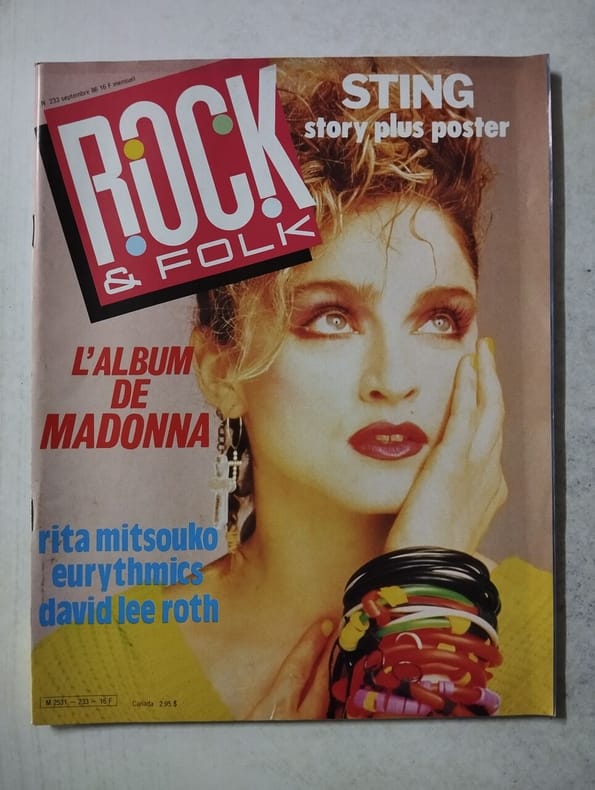 N. 233 septembre 86 16 F mensuel
ROCK
& FOLK
STING
story plus poster
L'ALBUM
DE
MADONNA
rita mitsouko
eurythmics
david lee roth
M 2531. — 233 — 16 F
Canada 2.95 $